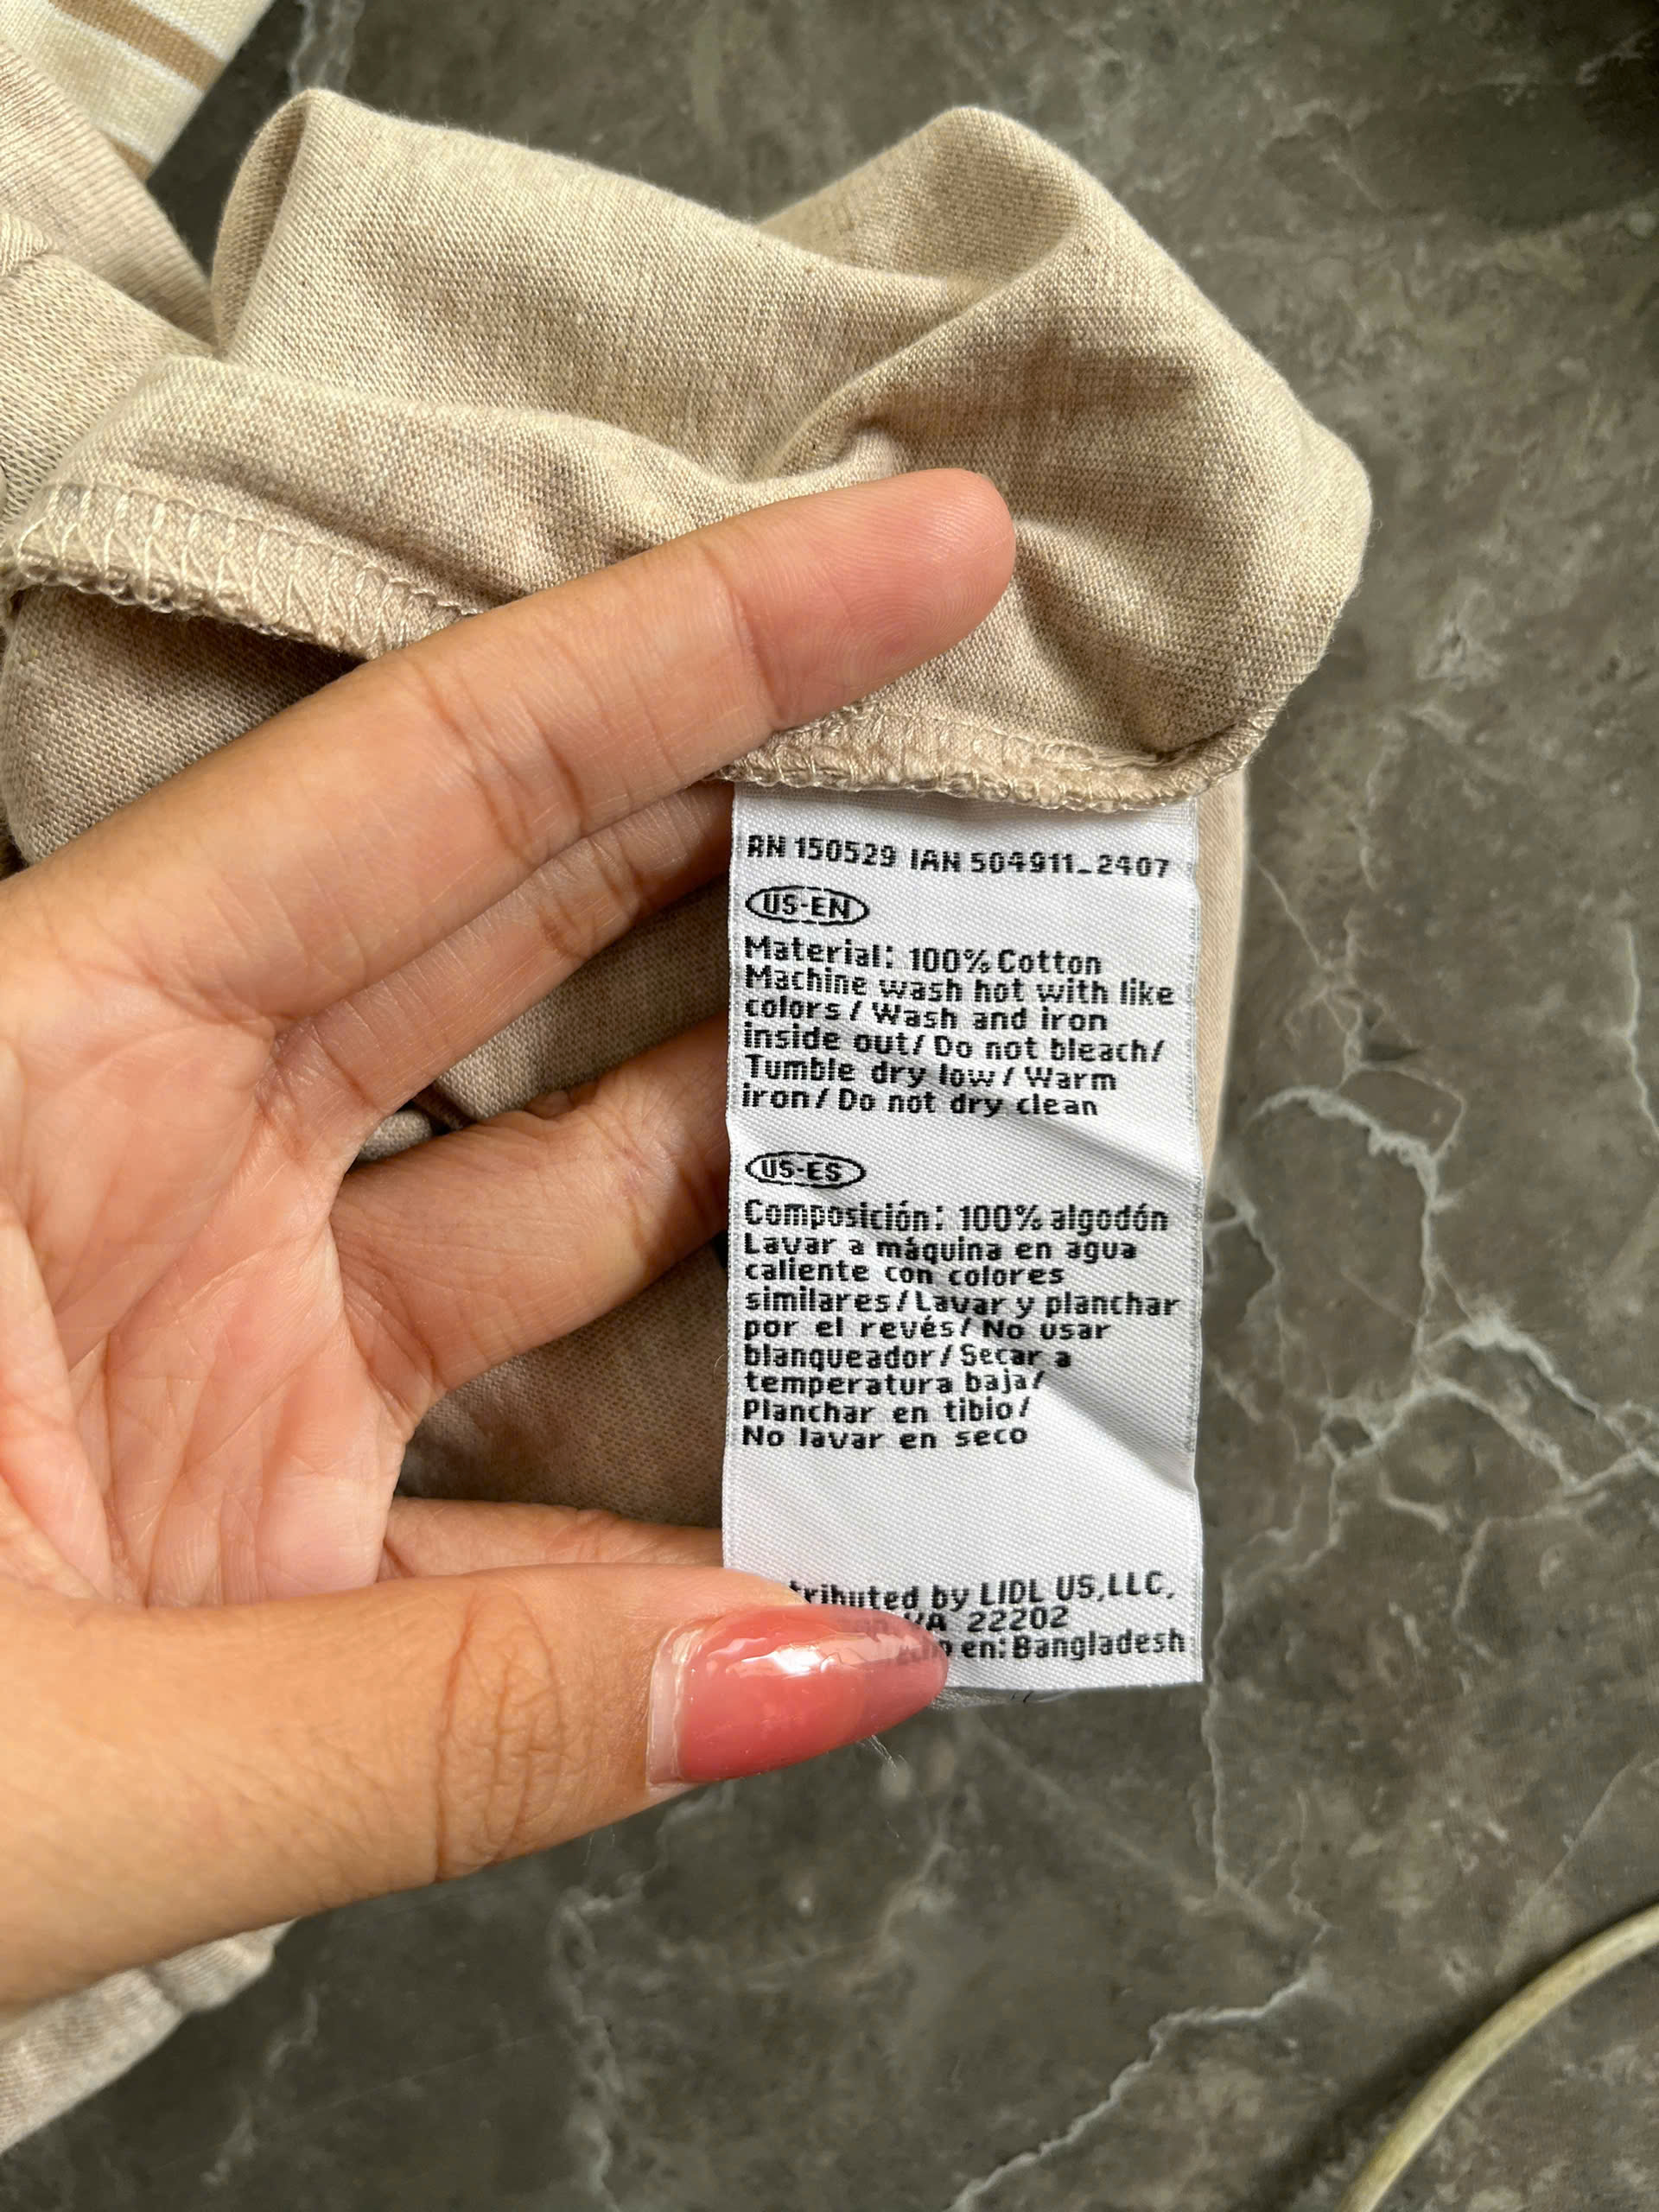 RN 150529 IAN 504911_2407
US-EN
Material: 100% Cotton
Machine wash hot with like
colors / Wash and iron
inside out/ Do not bleach/
Tumble dry low / Warm
iron/ Do not dry clean
US-ES
Composición: 100% algodón
Lavar a máquina en agua
caliente con colores
similares/Lavar y planchar
por el revés/ No usar
blanqueador/Secar a
temperatura baja/
Planchar en tibio/
No lavar en seco
by LIDL US,LLC,
VA 22202
en: Bangladesh